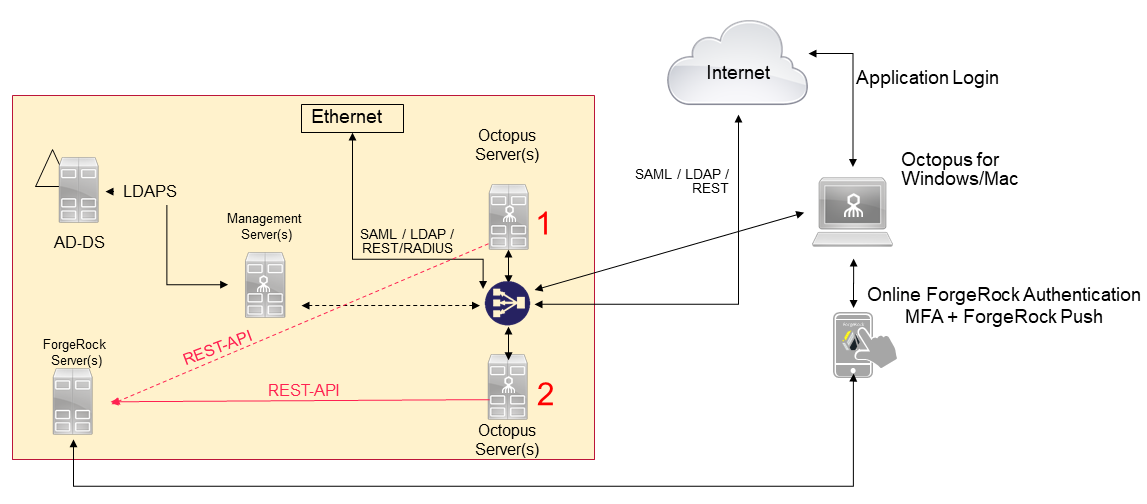 Internet
Application Login
Ethernet
Octopus
Server(s)
SAML / LDAP /
REST
Octopus for
Windows/Mac
LDAPS
AD-DS
Management
Server(s)
SAML / LDAP /
REST/RADIUS
1
Online ForgeRock Authentication
MFA + ForgeRock Push
ForgeRock
REST-API
ForgeRock
Server(s)
REST-API
2
Octopus
Server(s)